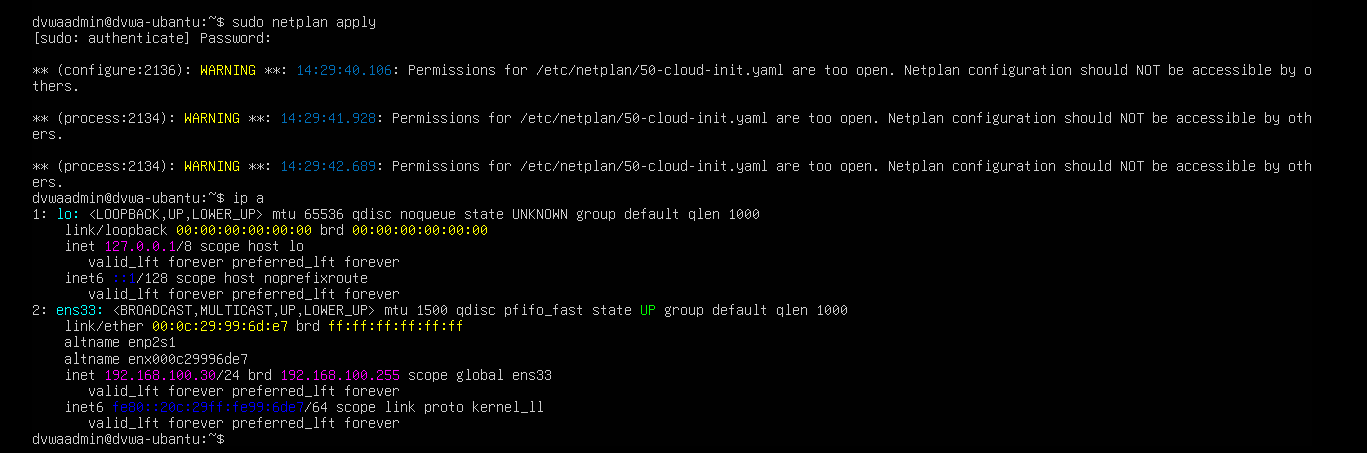 dvwaadmin@dvwa-ubuntu:~$ sudo netplan apply
[sudo: authenticate] Password:
** (configure:2136): WARNING **: 14:29:40.106: Permissions for /etc/netplan/50-cloud-init.yaml are too open. Netplan configuration should NOT be accessible by o
thers.
** (process:2134): WARNING **: 14:29:41.928: Permissions for /etc/netplan/50-cloud-init.yaml are too open. Netplan configuration should NOT be accessible by oth
ers.
** (process:2134): WARNING **: 14:29:42.689: Permissions for /etc/netplan/50-cloud-init.yaml are too open. Netplan configuration should NOT be accessible by oth
ers.
dvwaadmin@dvwa-ubuntu:~$ ip a
1: lo: <LOOPBACK,UP,LOWER_UP> mtu 65536 qdisc noqueue state UNKNOWN group default qlen 1000
    link/loopback 00:00:00:00:00:00 brd 00:00:00:00:00:00
    inet 127.0.0.1/8 scope host lo
       valid_lft forever preferred_lft forever
    inet6 ::1/128 scope host noprefixroute
       valid_lft forever preferred_lft forever
2: ens33: <BROADCAST,MULTICAST,UP,LOWER_UP> mtu 1500 qdisc pfifo_fast state UP group default qlen 1000
    link/ether 00:0c:29:99:6d:e7 brd ff:ff:ff:ff:ff:ff
    altname enp2s1
    altname enx000c29996de7
    inet 192.168.100.30/24 brd 192.168.100.255 scope global ens33
       valid_lft forever preferred_lft forever
    inet6 fe80::20c:29ff:fe99:6de7/64 scope link proto kernel_ll
       valid_lft forever preferred_lft forever
dvwaadmin@dvwa-ubuntu:~$